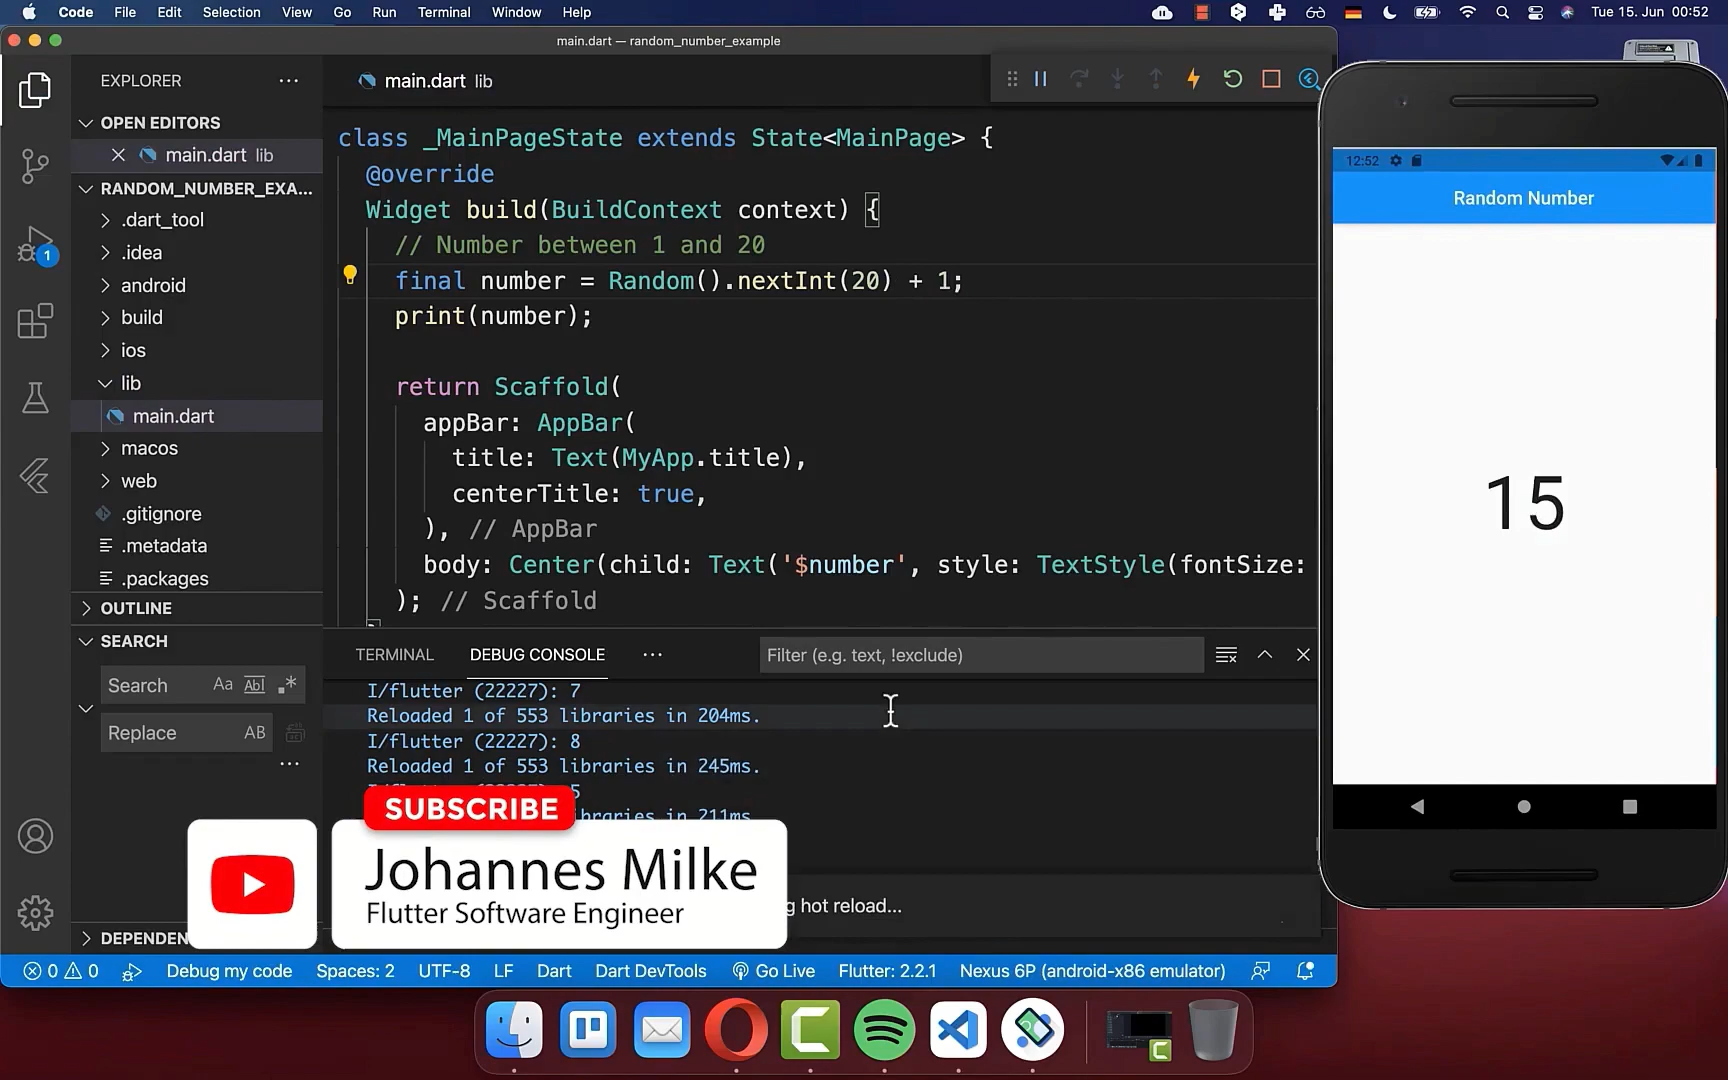 Code File Edit Selection View Go Run Terminal Window Help
Tue 15. Jun 00:52
main.dart — random_number_example
EXPLORER
OPEN EDITORS
main.dart lib
RANDOM_NUMBER_EXA...
.dart_tool
.idea
android
build
ios
lib
main.dart
macos
web
.gitignore
.metadata
.packages
OUTLINE
SEARCH
Search Aa Abl .*
Replace AB
DEPENDEN
1
main.dart lib
class _MainPageState extends State<MainPage> {
@override
Widget build(BuildContext context) {
// Number between 1 and 20
final number = Random().nextInt(20) + 1;
print(number);
return Scaffold(
appBar: AppBar(
title: Text(MyApp.title),
centerTitle: true,
), // AppBar
body: Center(child: Text('$number', style: TextStyle(fontSize:
); // Scaffold
TERMINAL DEBUG CONSOLE
Filter (e.g. text, !exclude)
I/flutter (22227): 7
Reloaded 1 of 553 libraries in 204ms.
I/flutter (22227): 8
Reloaded 1 of 553 libraries in 245ms.
5
braries in 211ms.
SUBSCRIBE
Johannes Milke
Flutter Software Engineer
g hot reload...
0 0 Debug my code Spaces: 2 UTF-8 LF Dart Dart DevTools Go Live Flutter: 2.2.1 Nexus 6P (android-x86 emulator)
12:52
Random Number
15